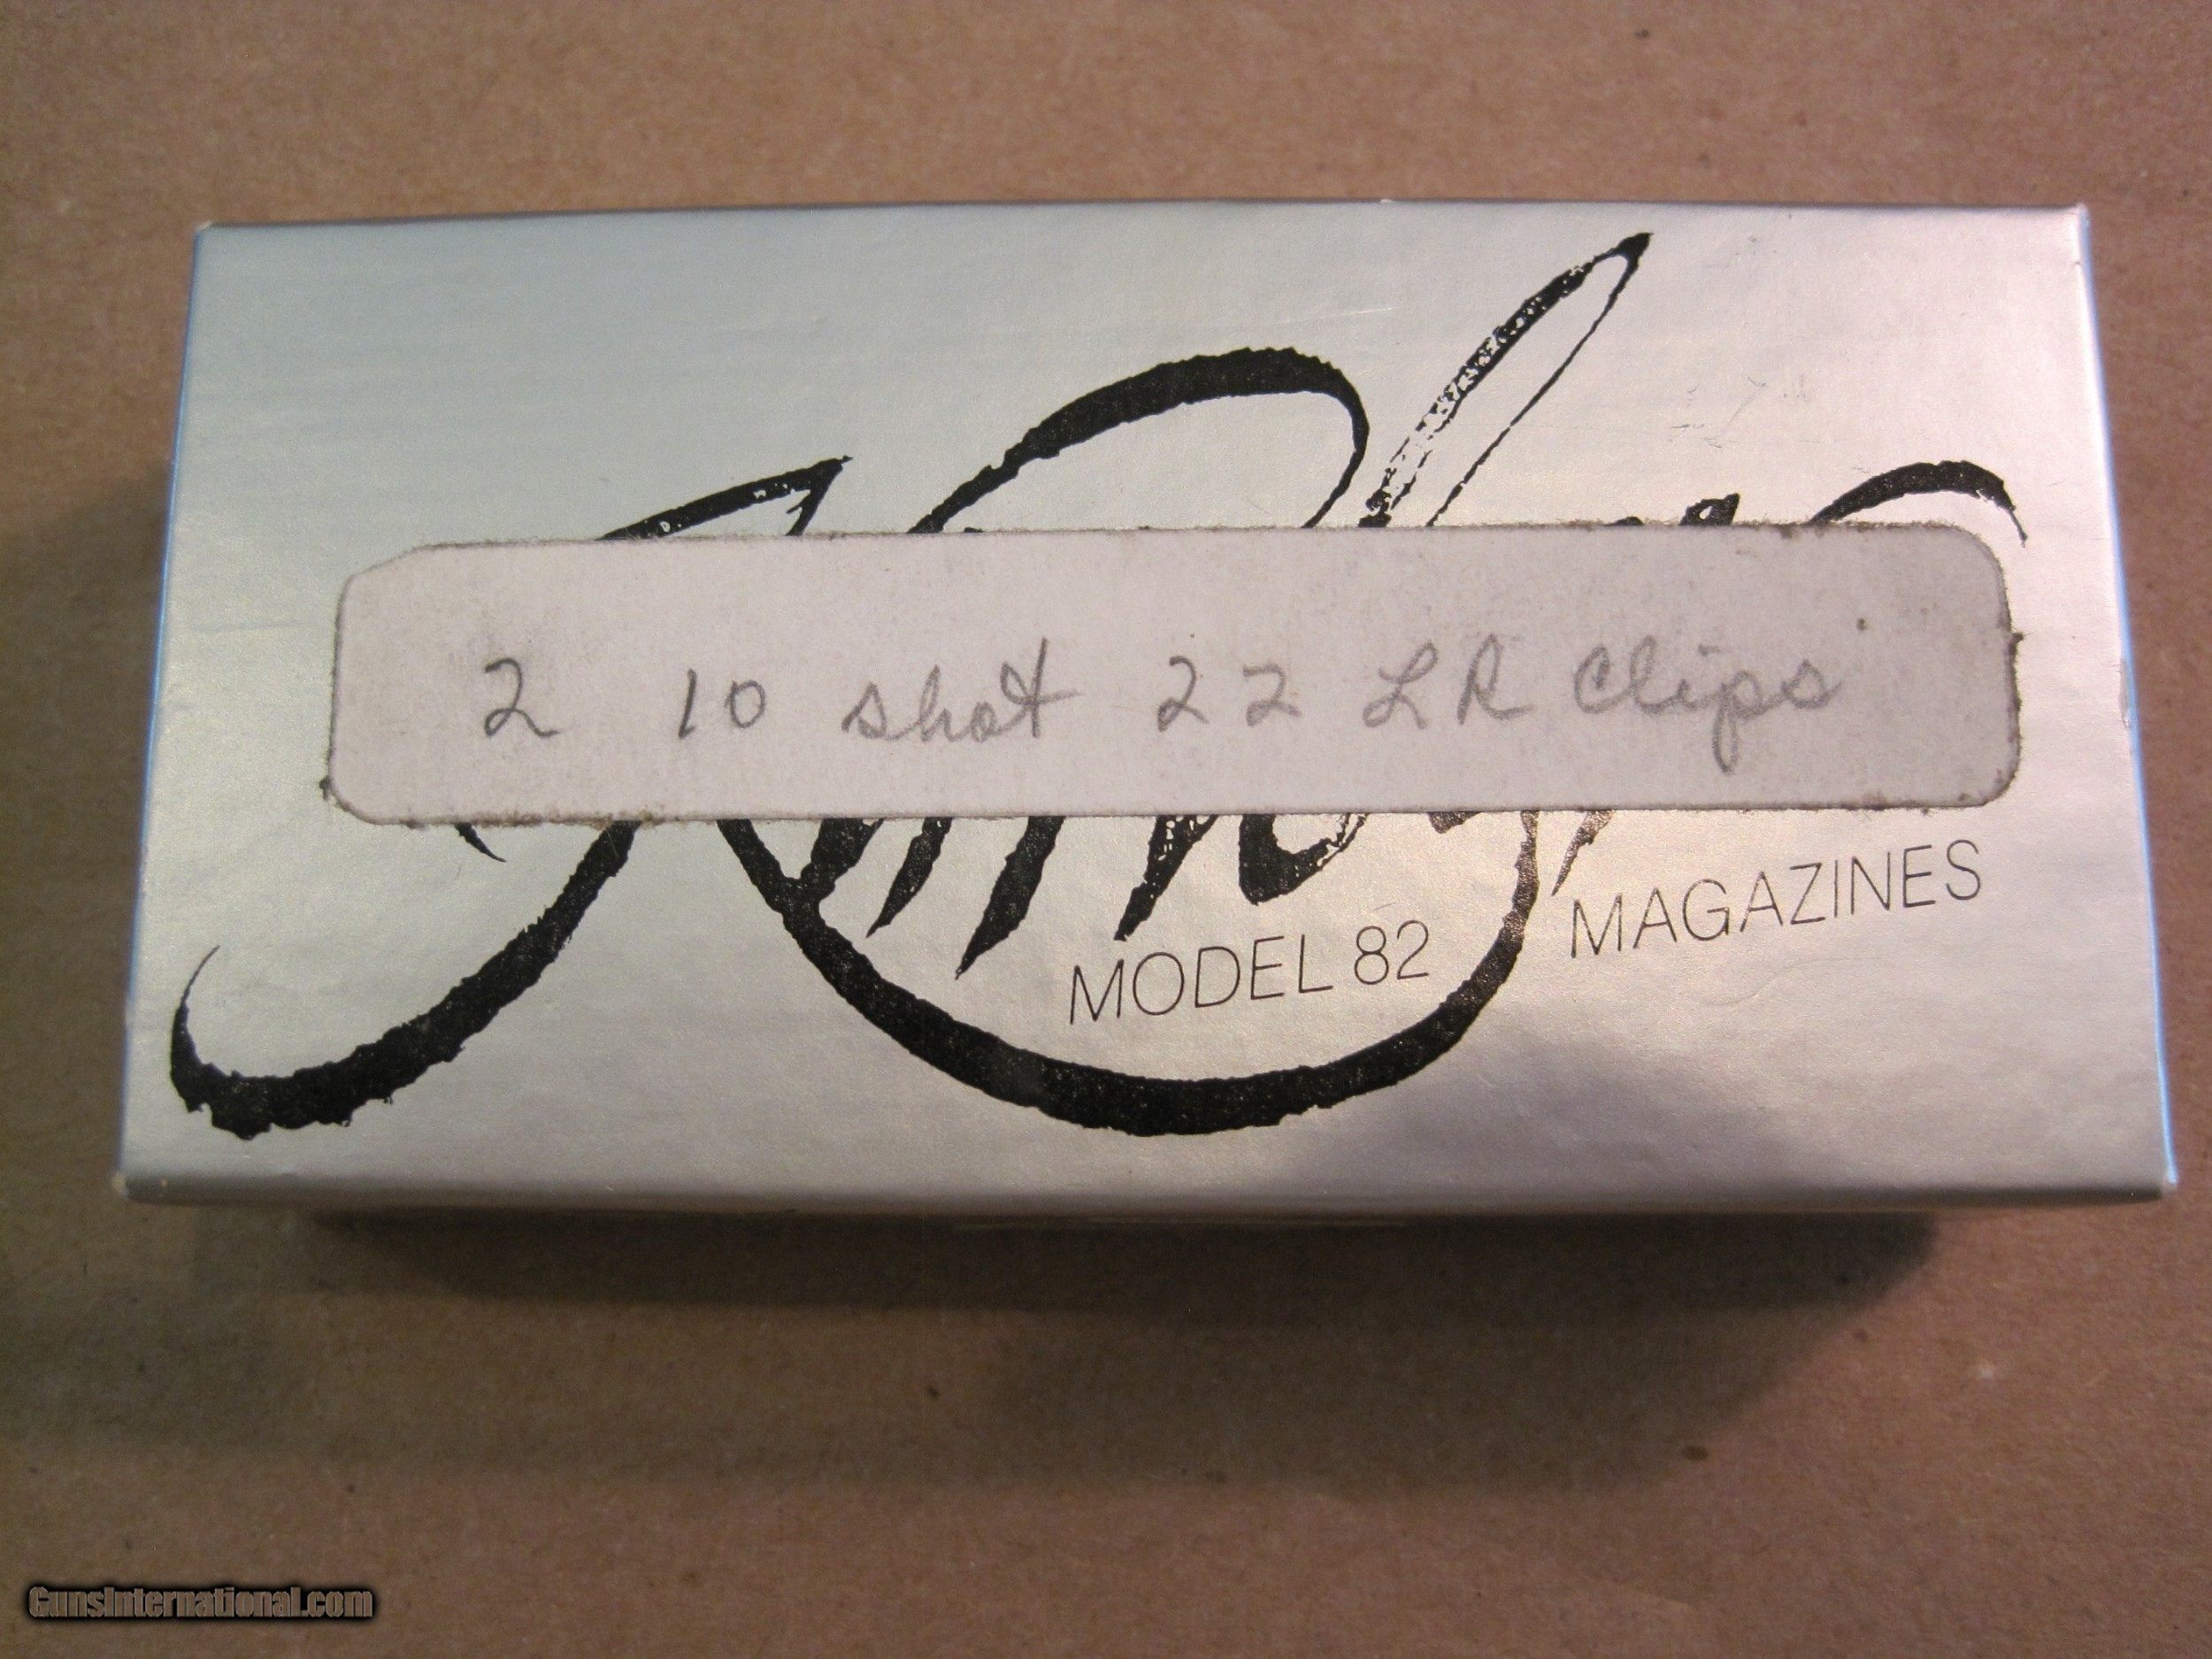 2 10 shot 22 LR Clips
MODEL 82 MAGAZINES
GunsInternational.com